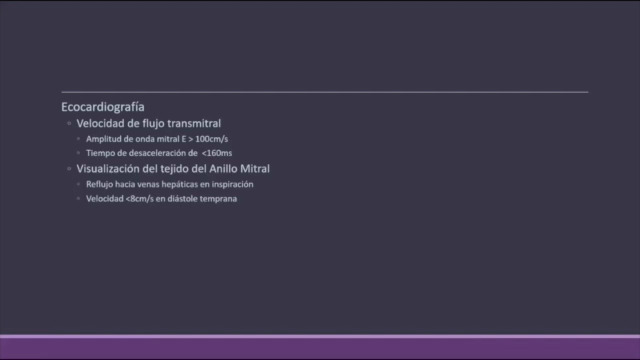 Ecocardiografía
Velocidad de flujo transmitral
Amplitud de onda mitral E > 100cm/s
Tiempo de desaceleración de <160ms
Visualización del tejido del Anillo Mitral
Reflujo hacia venas hepáticas en inspiración
Velocidad <8cm/s en diástole temprana